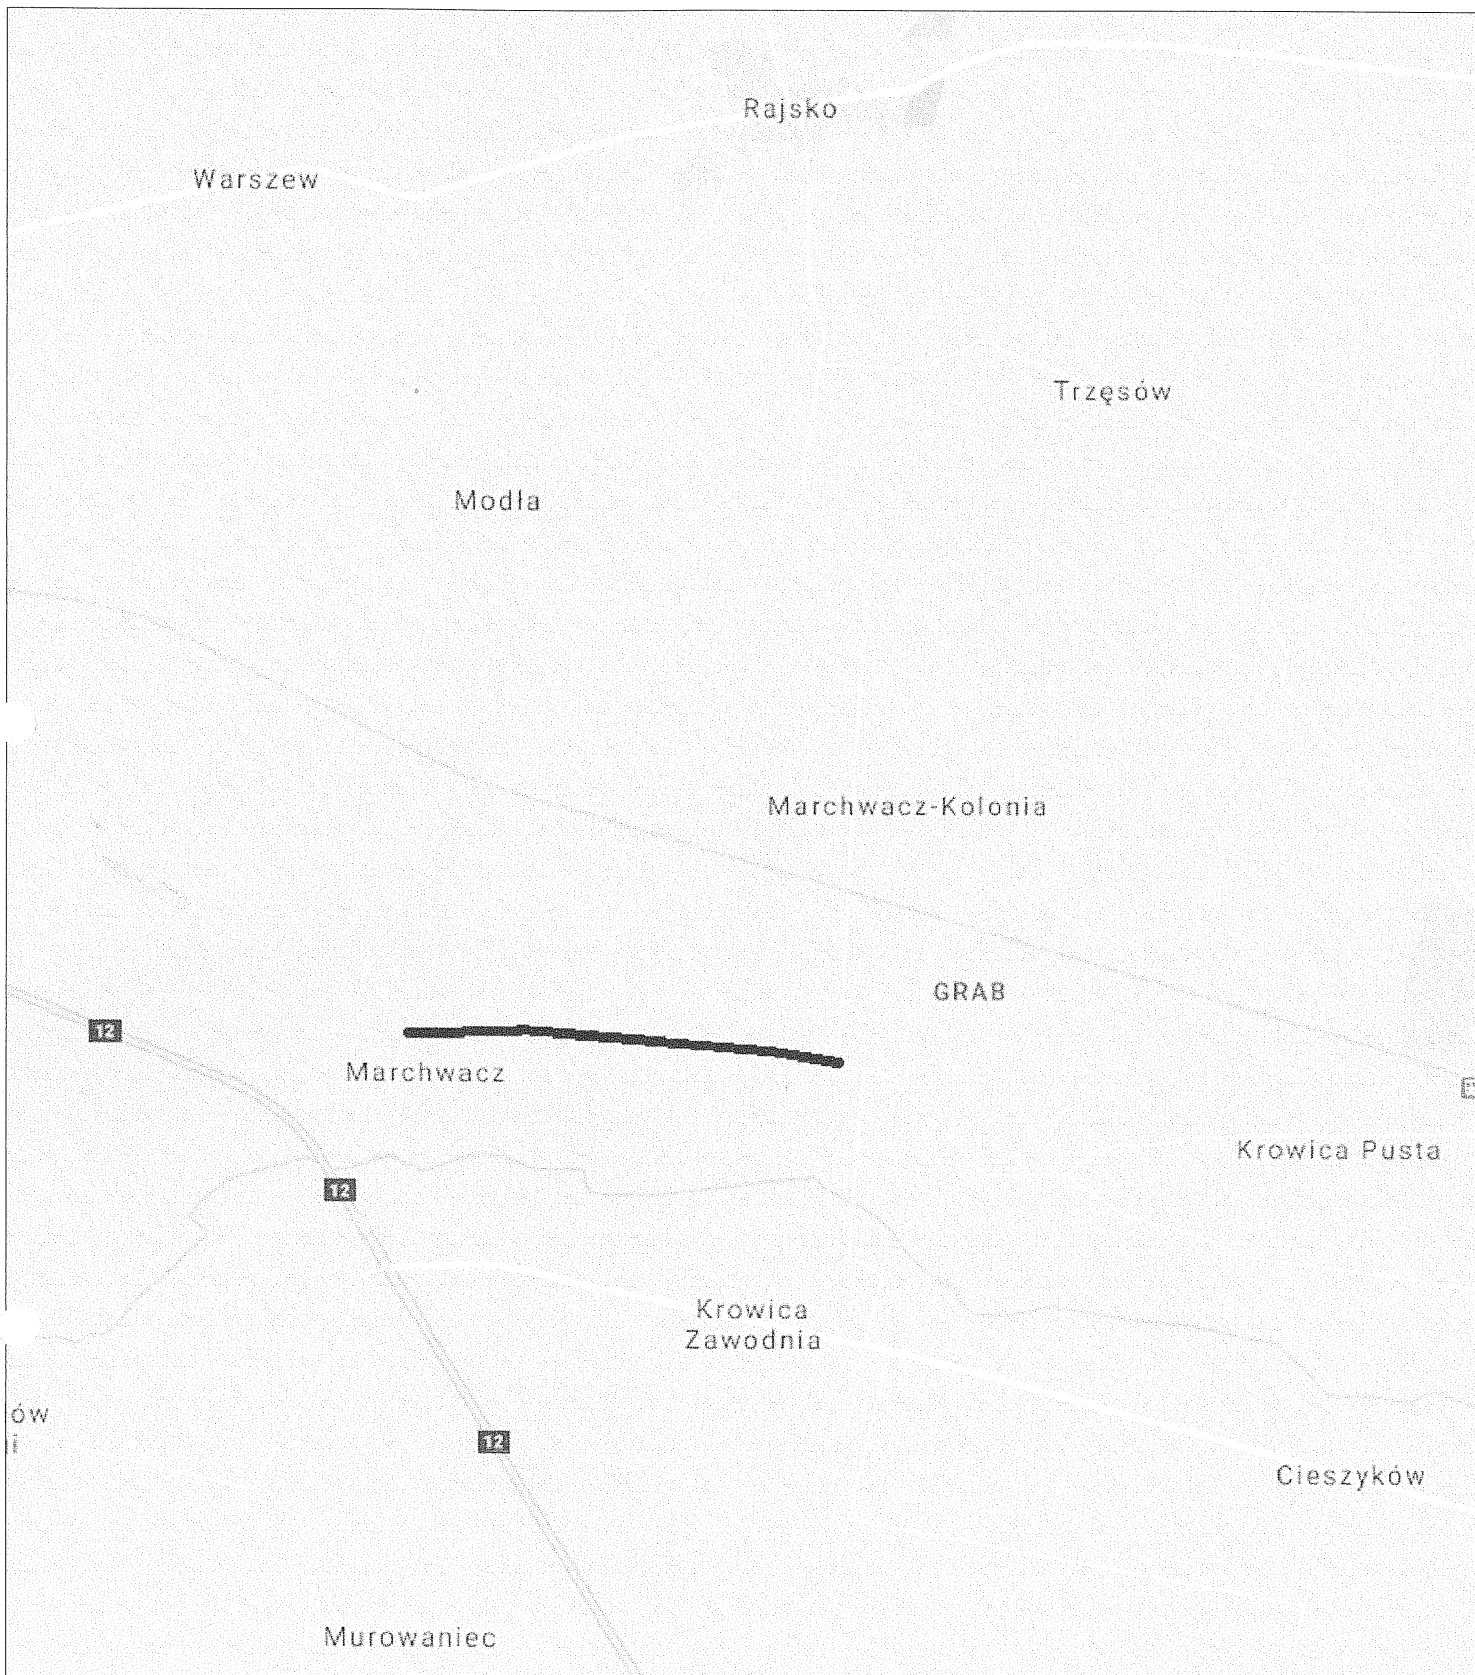 Rajsko
Warszew
Trzęsów
Modła
Marchwacz-Kolonia
GRAB
12
Marchwacz
Krowica Pusta
12
Krowica
Zawodnia
ów
12
Cieszyków
Murowaniec